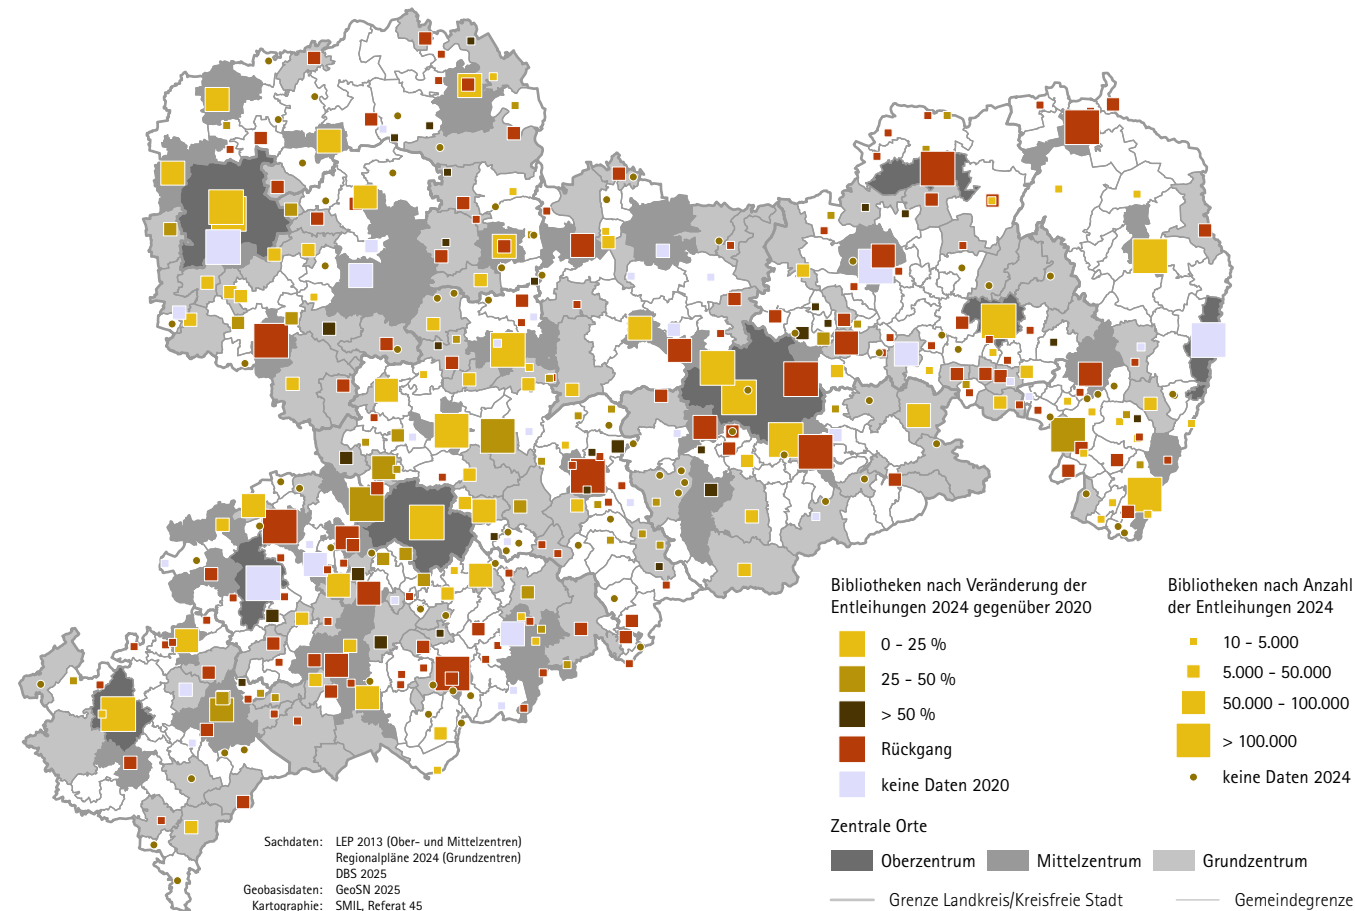 Bibliotheken nach Veränderung der
Entleihungen 2024 gegenüber 2020
0 - 25 %
25 - 50 %
> 50 %
Rückgang
keine Daten 2020
Bibliotheken nach Anzahl
der Entleihungen 2024
10 - 5.000
5.000 - 50.000
50.000 - 100.000
> 100.000
keine Daten 2024
Zentrale Orte
Oberzentrum
Mittelzentrum
Grundzentrum
Grenze Landkreis/Kreisfreie Stadt
Gemeindegrenze
Sachdaten: LEP 2013 (Ober- und Mittelzentren)
Regionalpläne 2024 (Grundzentren)
DBS 2025
Geobasisdaten: GeoSN 2025
Kartographie: SMIL, Referat 45